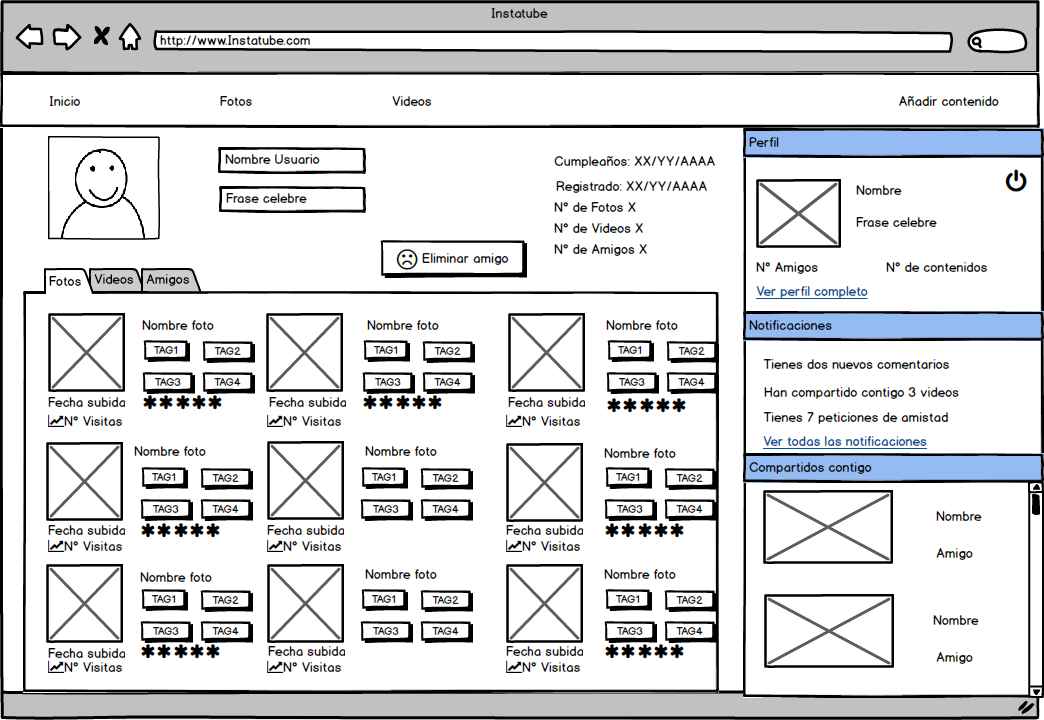 Instatube
http://www.Instatube.com
Inicio
Fotos
Videos
Añadir contenido
Nombre Usuario
Frase celebre
Cumpleaños: XX/YY/AAAA
Registrado: XX/YY/AAAA
Nº de Fotos X
Nº de Videos X
Nº de Amigos X
Eliminar amigo
Fotos
Videos
Amigos
Nombre foto
TAG1 TAG2
TAG3 TAG4
Fecha subida *****
Nº Visitas
Nombre foto
TAG1 TAG2
TAG3 TAG4
Fecha subida *****
Nº Visitas
Nombre foto
TAG1 TAG2
TAG3 TAG4
Fecha subida *****
Nº Visitas
Nombre foto
TAG1 TAG2
TAG3 TAG4
Fecha subida *****
Nº Visitas
Nombre foto
TAG1 TAG2
TAG3 TAG4
Fecha subida
Nº Visitas
Nombre foto
TAG1 TAG2
TAG3 TAG4
Fecha subida *****
Nº Visitas
Nombre foto
TAG1 TAG2
TAG3 TAG4
Fecha subida *****
Nº Visitas
Nombre foto
TAG1 TAG2
TAG3 TAG4
Fecha subida
Nº Visitas
Nombre foto
TAG1 TAG2
TAG3 TAG4
Fecha subida *****
Nº Visitas
Perfil
Nombre
Frase celebre
Nº Amigos
Nº de contenidos
Ver perfil completo
Notificaciones
Tienes dos nuevos comentarios
Han compartido contigo 3 videos
Tienes 7 peticiones de amistad
Ver todas las notificaciones
Compartidos contigo
Nombre
Amigo
Nombre
Amigo